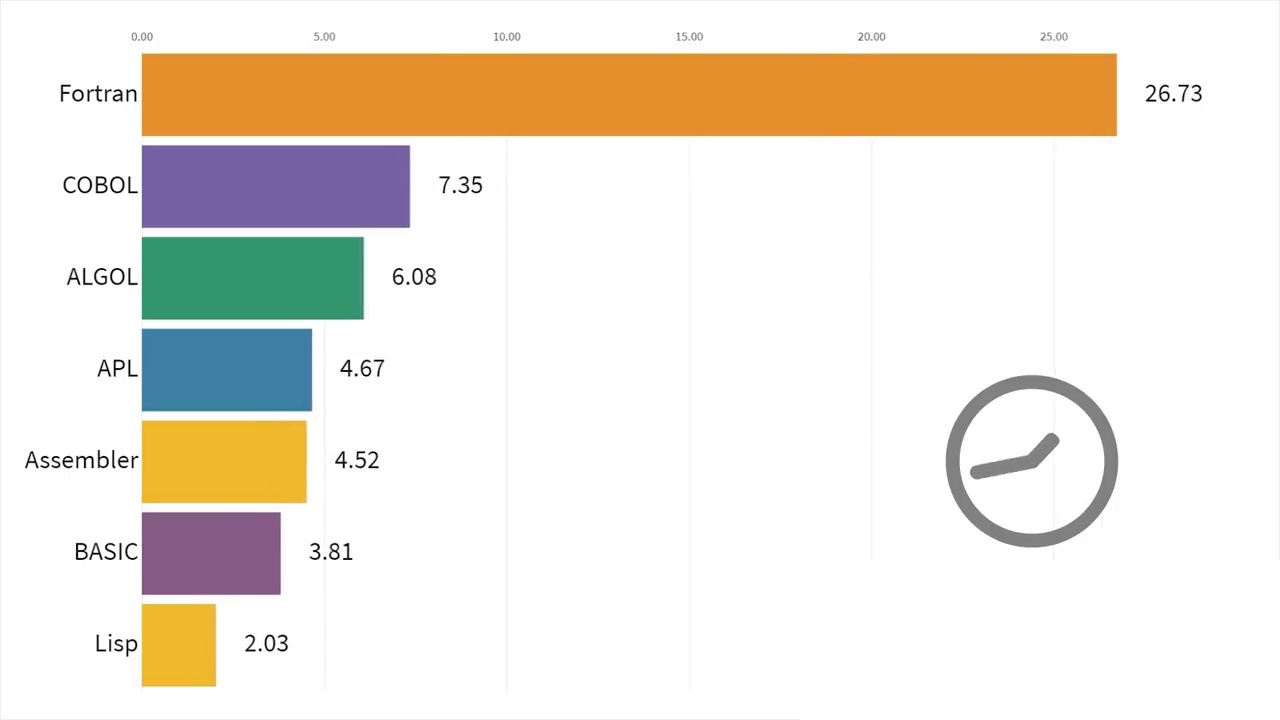 0.00 5.00 10.00 15.00 20.00 25.00
Fortran 26.73
COBOL 7.35
ALGOL 6.08
APL 4.67
Assembler 4.52
BASIC 3.81
Lisp 2.03